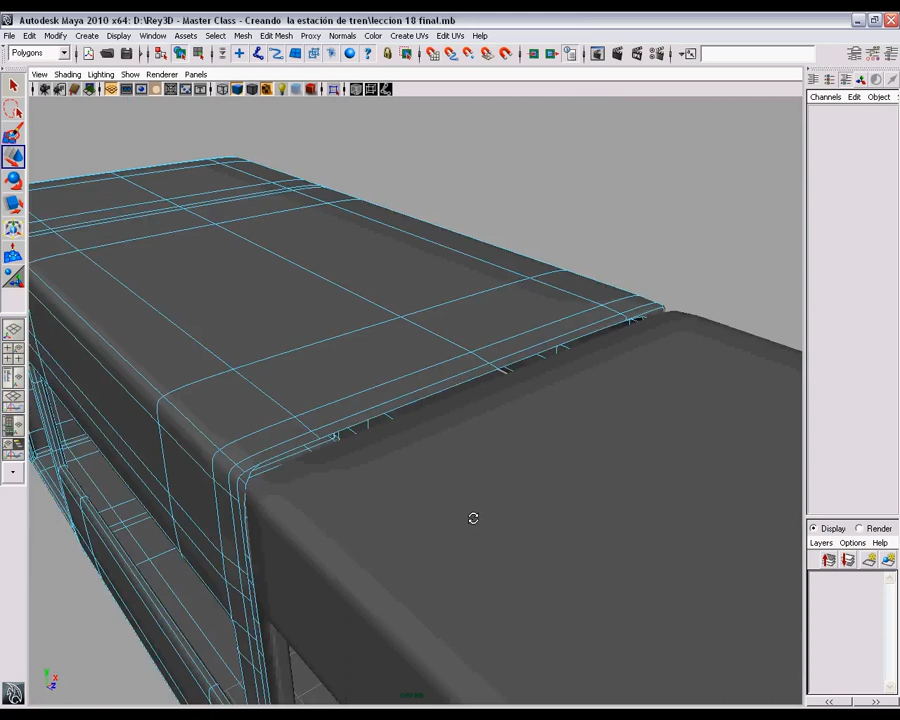 Autodesk Maya 2010 x64: D:\Rey3D - Master Class - Creando la estación de tren\leccion 18 final.mb
File Edit Modify Create Display Window Assets Select Mesh Edit Mesh Proxy Normals Color Create UVs Edit UVs Help
Polygons
View Shading Lighting Show Renderer Panels
Channels Edit Object
Display Render
Layers Options Help